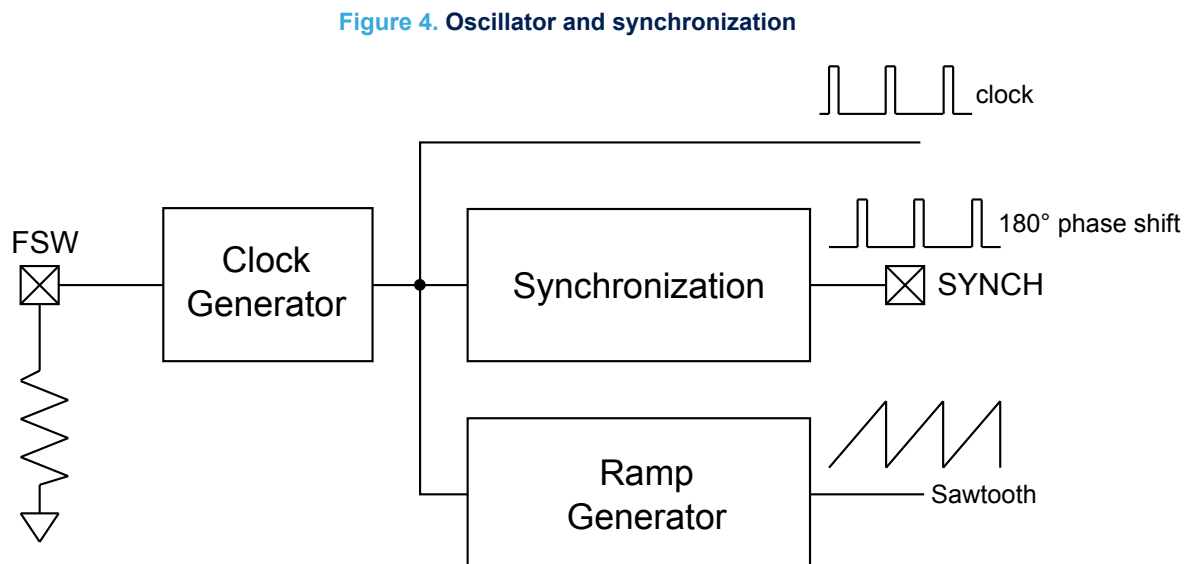 Figure 4. Oscillator and synchronization
clock
180° phase shift
FSW
Clock
Generator
Synchronization
SYNCH
Ramp
Generator
Sawtooth